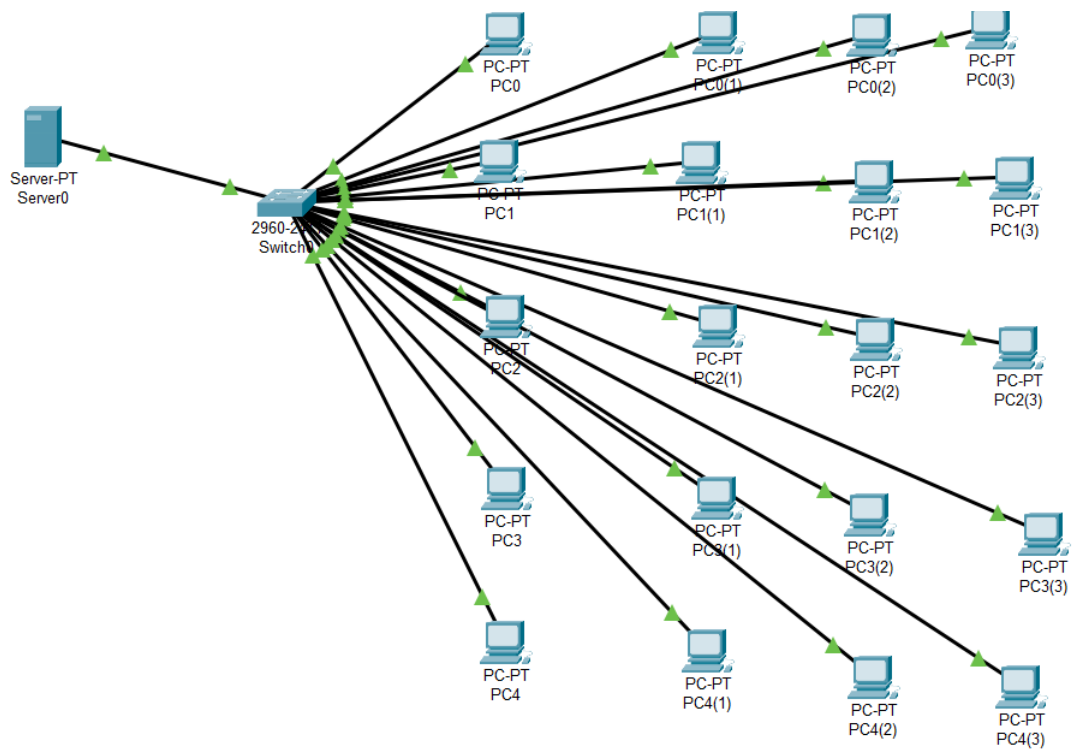 PC-PT
PC0
PC-PT
PC0(1)
PC-PT
PC0(2)
PC-PT
PC0(3)
Server-PT
Server0
2960-24
Switch0
PC-PT
PC1
PC-PT
PC1(1)
PC-PT
PC1(2)
PC-PT
PC1(3)
PC-PT
PC2
PC-PT
PC2(1)
PC-PT
PC2(2)
PC-PT
PC2(3)
PC-PT
PC3
PC-PT
PC3(1)
PC-PT
PC3(2)
PC-PT
PC3(3)
PC-PT
PC4
PC-PT
PC4(1)
PC-PT
PC4(2)
PC-PT
PC4(3)